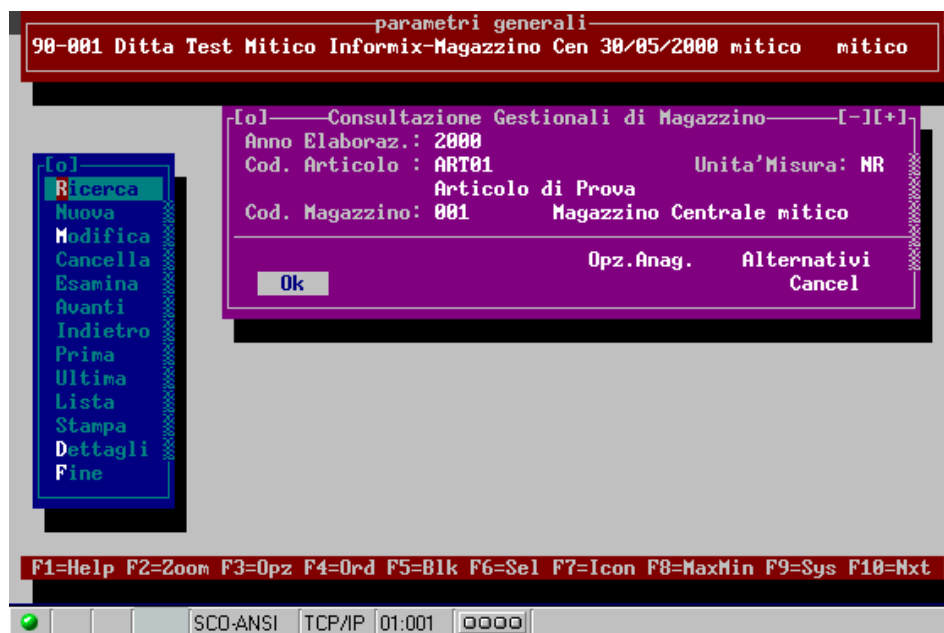 parametri generali
90-001 Ditta Test Mitico Informix-Magazzino Cen 30/05/2000 mitico mitico
[o] Consultazione Gestionali di Magazzino [-][+]
Anno Elaboraz.: 2000
Cod. Articolo : ART01 Unita'Misura: NR
Articolo di Prova
Cod. Magazzino: 001 Magazzino Centrale mitico
Opz.Anag. Alternativi
Ok Cancel
[o]
Ricerca
Nuova
Modifica
Cancella
Esamina
Avanti
Indietro
Prima
Ultima
Lista
Stampa
Dettagli
Fine
F1=Help F2=Zoom F3=Opz F4=Ord F5=Blk F6=Sel F7=Icon F8=MaxMin F9=Sys F10=Nxt
SCO-ANSI TCP/IP 01:001